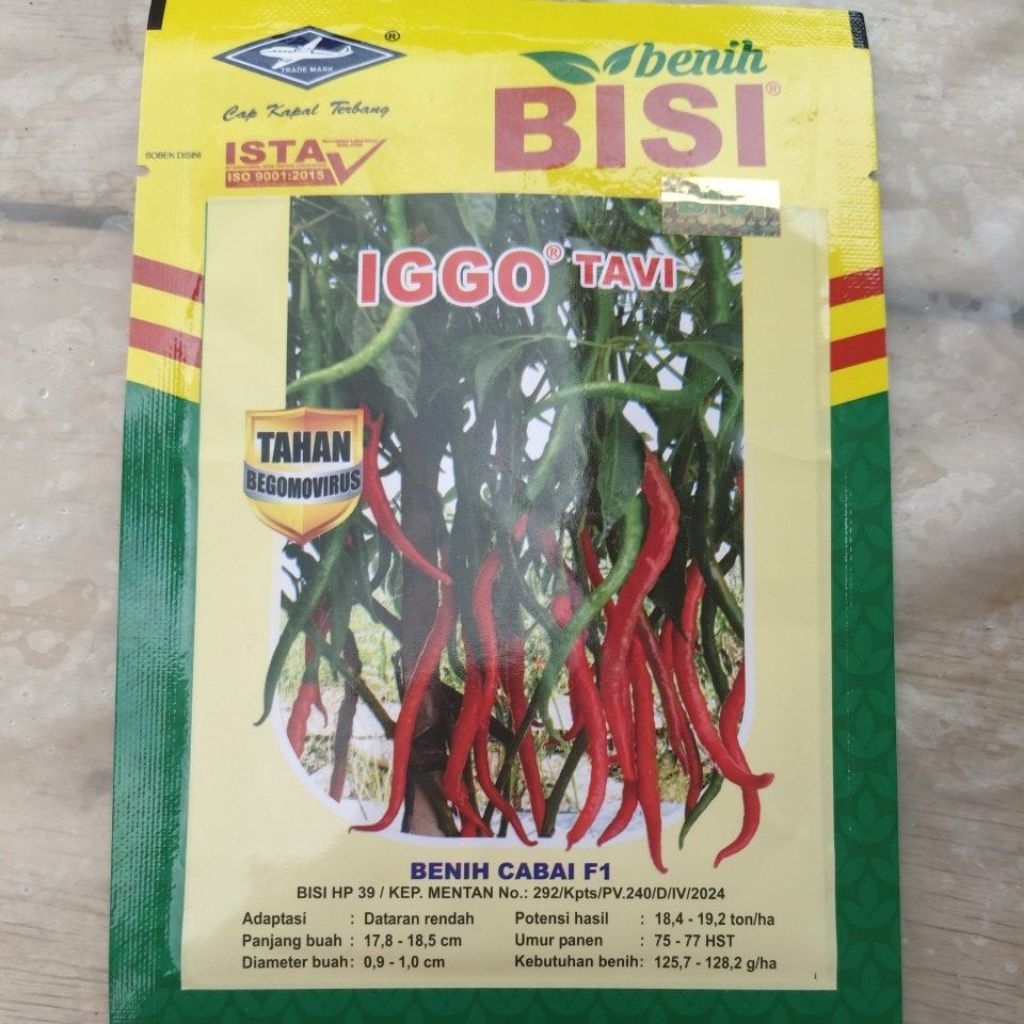 TRADE MARK
®
Cap Kapal Terbang
benih
BISI®
SOBEK DISINI
ISTA
ISO 9001:2015
IGGO® TAVI
TAHAN
BEGOMOVIRUS
BENIH CABAI F1
BISI HP 39 / KEP. MENTAN No.: 292/Kpts/PV.240/D/IV/2024
Adaptasi : Dataran rendah
Panjang buah : 17,8 - 18,5 cm
Diameter buah: 0,9 - 1,0 cm
Potensi hasil : 18,4 - 19,2 ton/ha
Umur panen : 75 - 77 HST
Kebutuhan benih: 125,7 - 128,2 g/ha
i